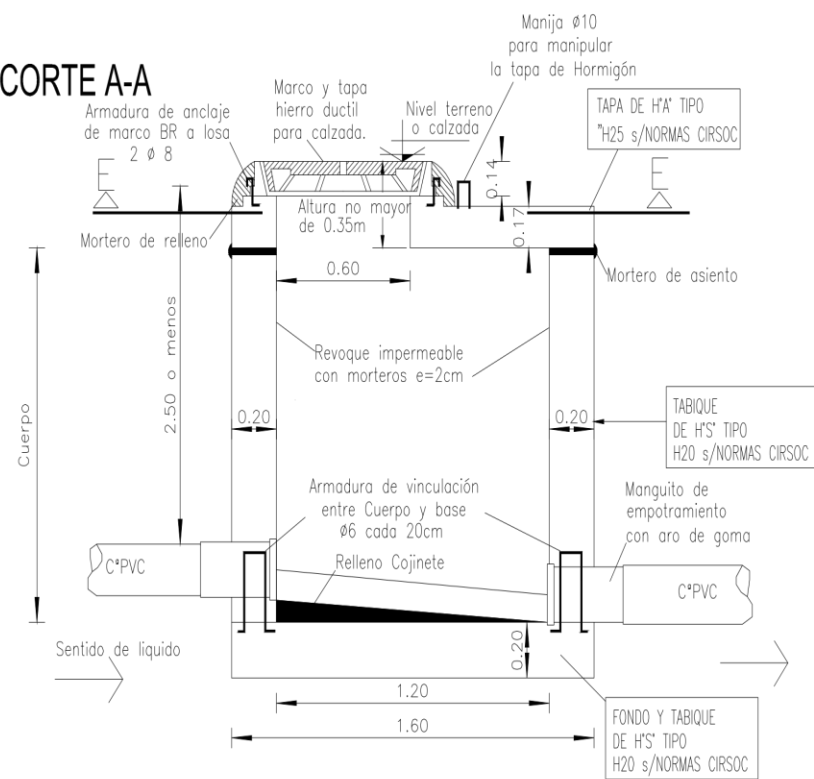 CORTE A-A
Manija ø10
para manipular
la tapa de Hormigón
Armadura de anclaje
de marco BR a losa
2 ø 8
Marco y tapa
hierro ductil
para calzada.
Nivel terreno
o calzada
TAPA DE H°A° TIPO
"H25 s/NORMAS CIRSOC
E
E
0.14
Altura no mayor
de 0.35m
0.17
Mortero de relleno
Mortero de asiento
0.60
Revoque impermeable
con morteros e=2cm
2.50 o menos
Cuerpo
0.20
0.20
TABIQUE
DE H°S° TIPO
H20 s/NORMAS CIRSOC
Armadura de vinculación
entre Cuerpo y base
ø6 cada 20cm
Manguito de
empotramiento
con aro de goma
Relleno Cojinete
C°PVC
C°PVC
Sentido de liquido
0.20
1.20
1.60
FONDO Y TABIQUE
DE H°S° TIPO
H20 s/NORMAS CIRSOC